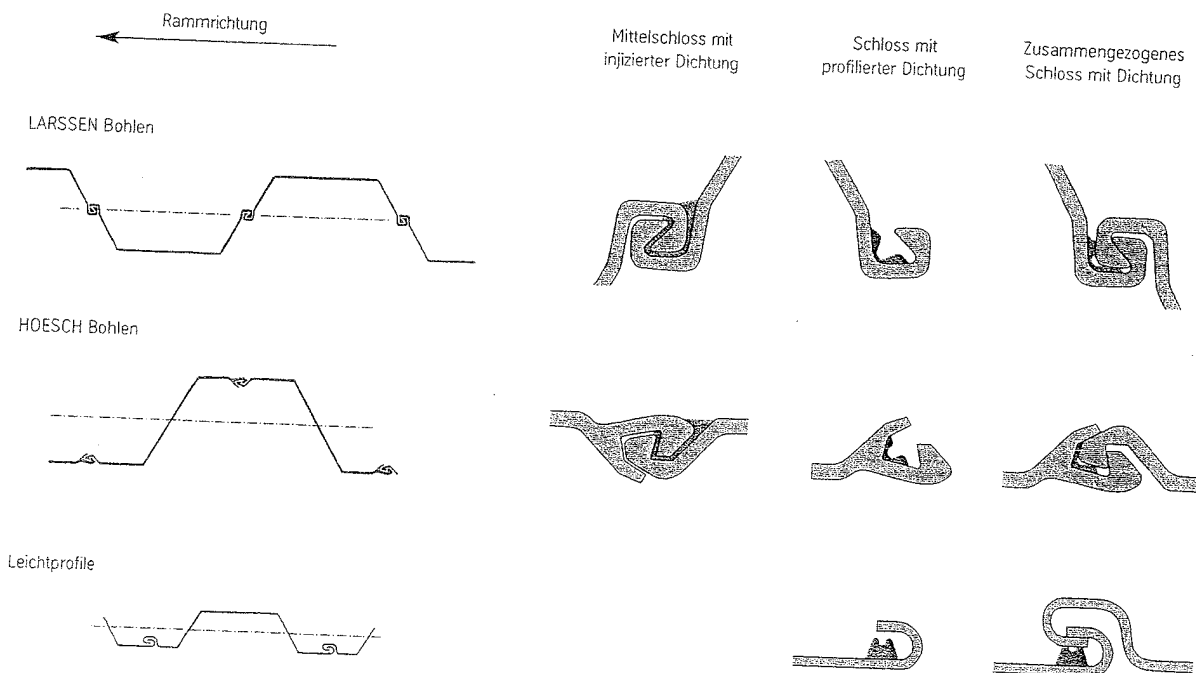 Rammrichtung
Mittelschloss mit
injizierter Dichtung
Schloss mit
profilierter Dichtung
Zusammengezogenes
Schloss mit Dichtung
LARSSEN Bohlen
HOESCH Bohlen
Leichtprofile